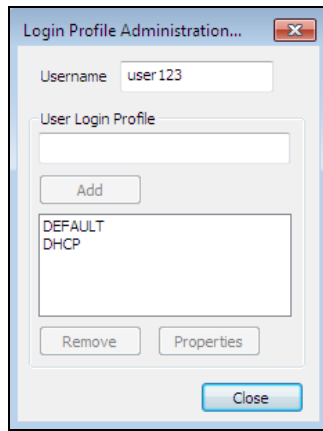 Login Profile Administration...
Username user123
User Login Profile
Add
DEFAULT
DHCP
Remove Properties
Close